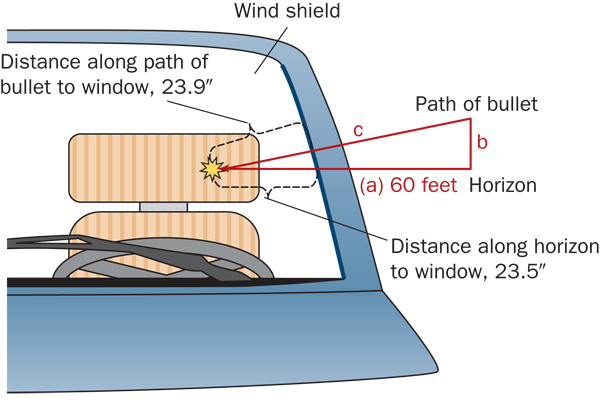 Wind shield
Distance along path of
bullet to window, 23.9″
Path of bullet
c
b
(a) 60 feet Horizon
Distance along horizon
to window, 23.5″